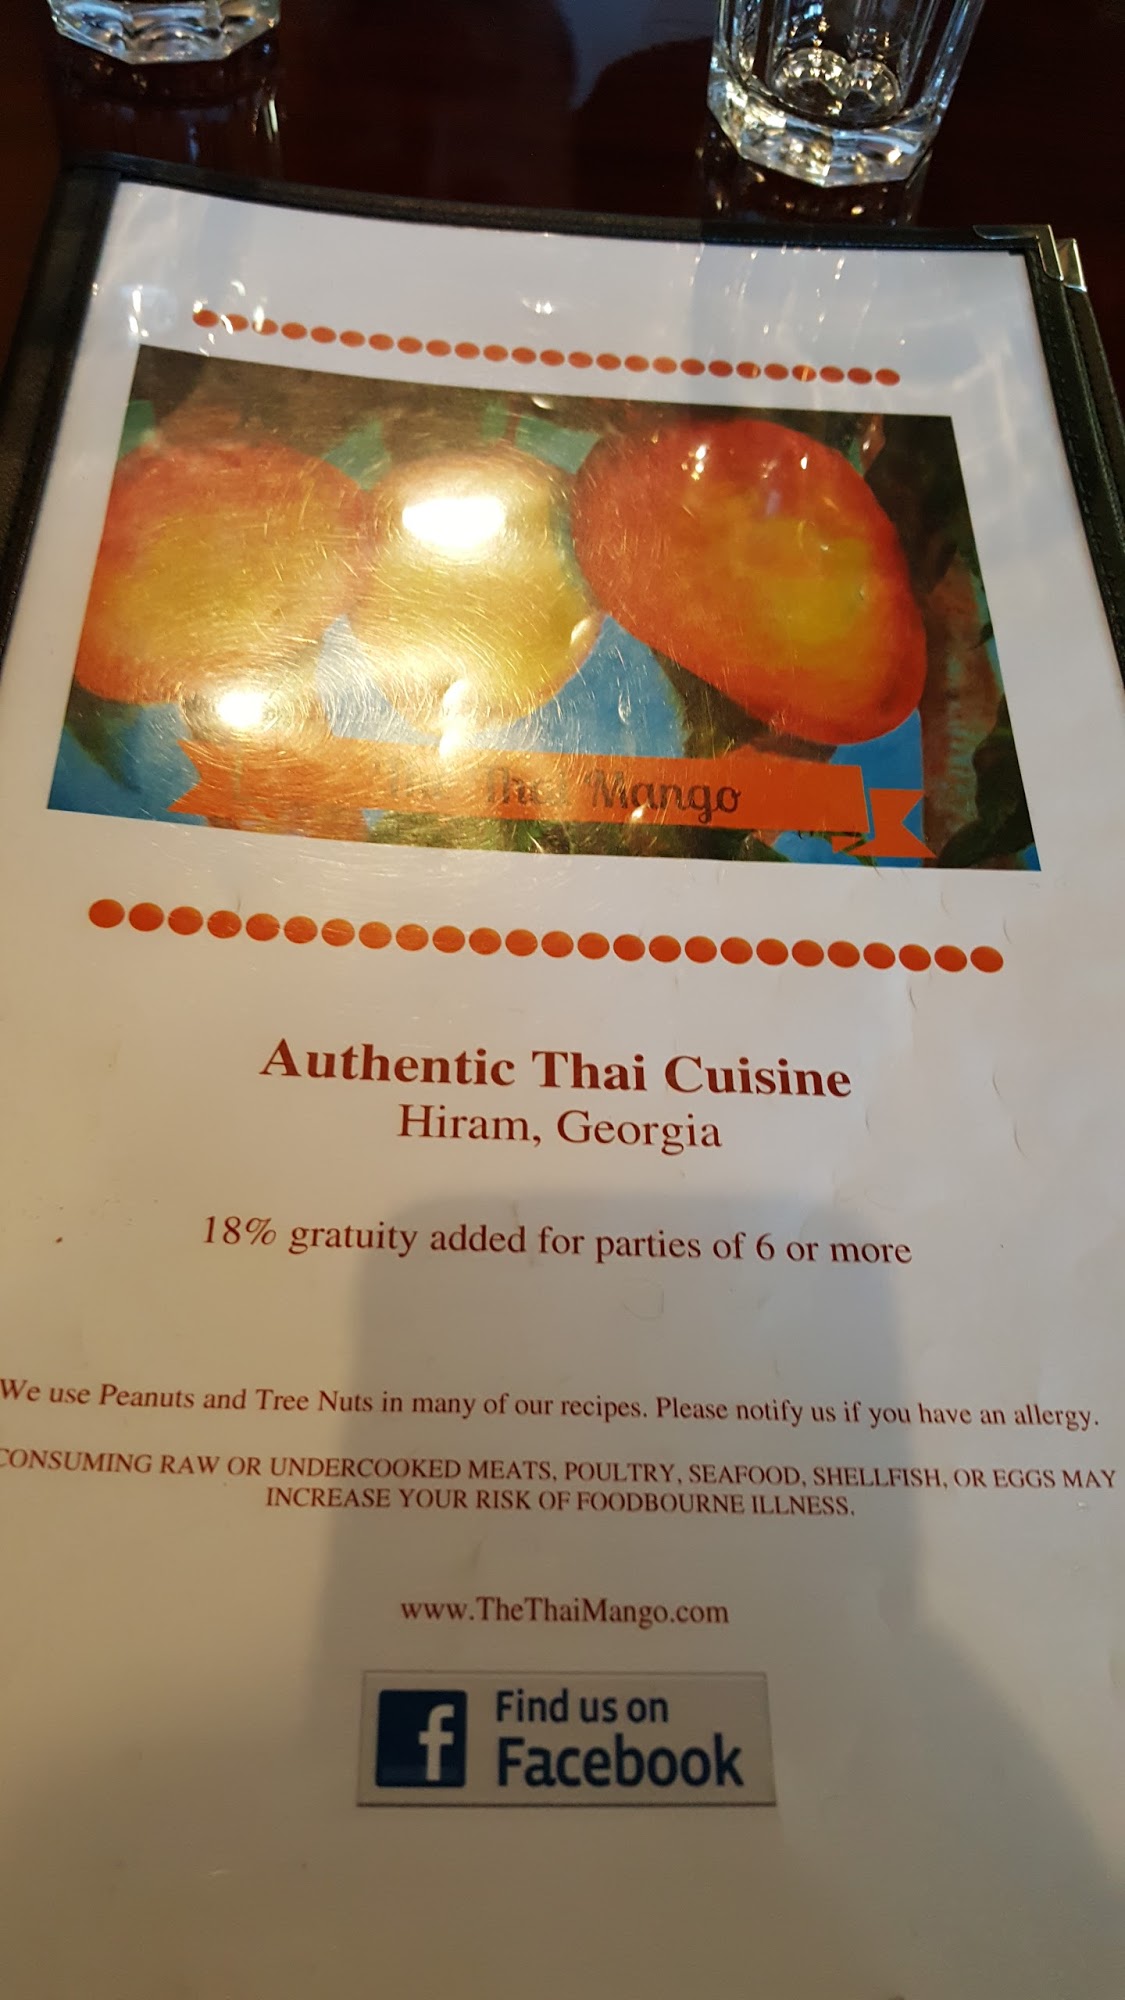 The Thai Mango
Authentic Thai Cuisine
Hiram, Georgia
18% gratuity added for parties of 6 or more
We use Peanuts and Tree Nuts in many of our recipes. Please notify us if you have an allergy.
CONSUMING RAW OR UNDERCOOKED MEATS, POULTRY, SEAFOOD, SHELLFISH, OR EGGS MAY
INCREASE YOUR RISK OF FOODBOURNE ILLNESS.
www.TheThaiMango.com
f
Find us on
Facebook